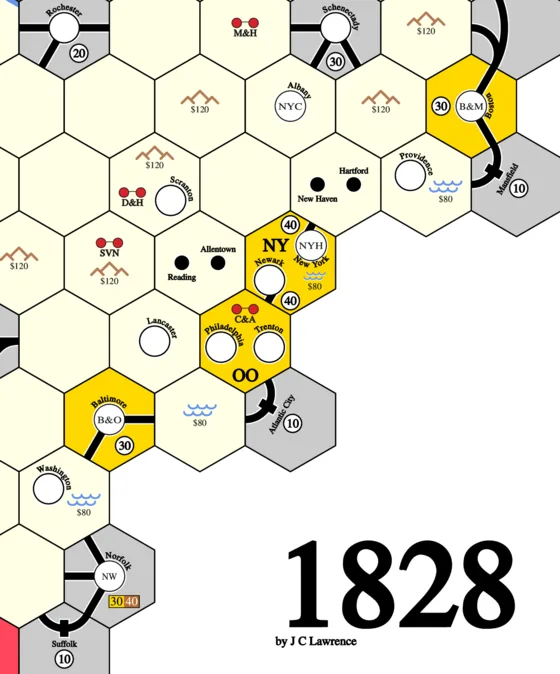 Rochester
20
M&H
Schenectady
30
$120
$120
Albany
NYC
$120
30
B&M
Boston
$120
D&H
Scranton
Hartford
New Haven
Providence
$80
Mansfield
10
$120
SVN
$120
Allentown
Reading
40
NY
NYH
New York
Newark
$80
40
C&A
Lancaster
Philadelphia
Trenton
OO
Baltimore
B&O
30
$80
Atlantic City
10
Washington
$80
Norfolk
NW
30 40
Suffolk
10
1828
by J C Lawrence